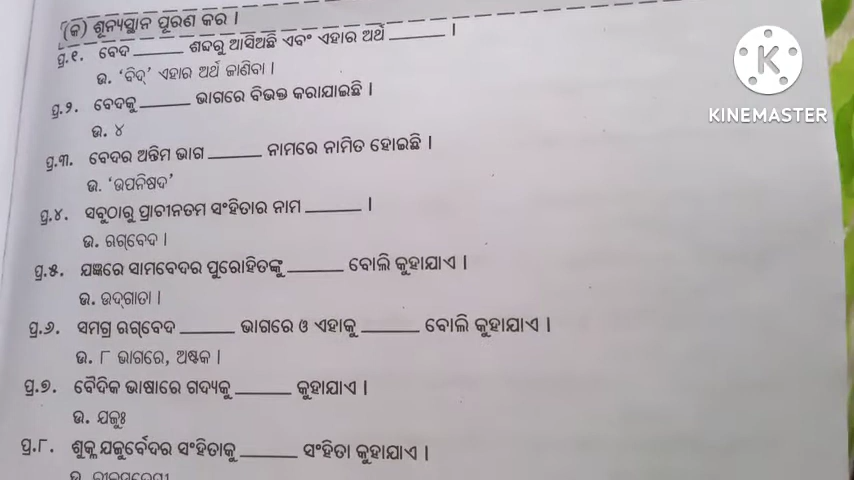 (କ) ଶୂନ୍ୟସ୍ଥାନ ପୂରଣ କର ।
ପ୍ର.୧. ବେଦ ______ ଶବ୍ଦରୁ ଆସିଅଛି ଏବଂ ଏହାର ଅର୍ଥ ______ ।
ଉ. ‘ବିଦ୍’ ଏହାର ଅର୍ଥ ଜାଣିବା ।
ପ୍ର.୨. ବେଦକୁ ______ ଭାଗରେ ବିଭକ୍ତ କରାଯାଇଛି ।
ଉ. ୪
ପ୍ର.୩. ବେଦର ଅନ୍ତିମ ଭାଗ ______ ନାମରେ ନାମିତ ହୋଇଛି ।
ଉ. ‘ଉପନିଷଦ’
ପ୍ର.୪. ସବୁଠାରୁ ପ୍ରାଚୀନତମ ସଂହିତାର ନାମ ______ ।
ଉ. ଋଗ୍‌ବେଦ ।
ପ୍ର.୫. ଯଜ୍ଞରେ ସାମବେଦର ପୁରୋହିତଙ୍କୁ ______ ବୋଲି କୁହାଯାଏ ।
ଉ. ଉଦ୍‌ଗାତା ।
ପ୍ର.୬. ସମଗ୍ର ଋଗ୍‌ବେଦ ______ ଭାଗରେ ଓ ଏହାକୁ ______ ବୋଲି କୁହାଯାଏ ।
ଉ. ୮ ଭାଗରେ, ଅଷ୍ଟକ ।
ପ୍ର.୭. ବୈଦିକ ଭାଷାରେ ଗଦ୍ୟକୁ ______ କୁହାଯାଏ ।
ଉ. ଯଜୁଃ
ପ୍ର.୮. ଶୁକ୍ଳ ଯଜୁର୍ବେଦର ସଂହିତାକୁ ______ ସଂହିତା କୁହାଯାଏ ।
ଉ.
K
KINEMASTER